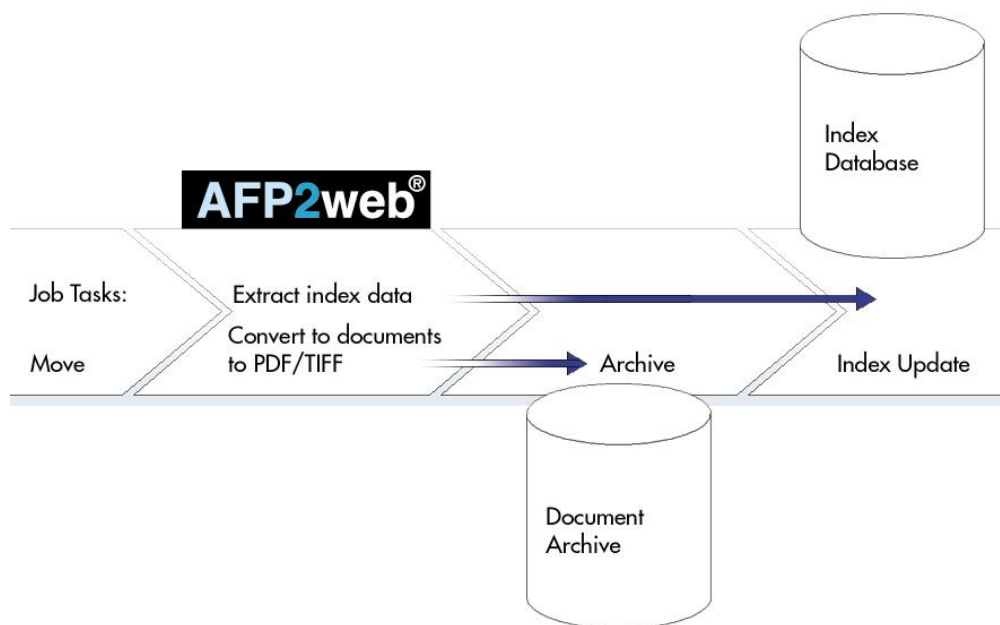 Index
Database
AFP2web®
Job Tasks:
Extract index data
Convert to documents
to PDF/TIFF
Move
Archive
Index Update
Document
Archive